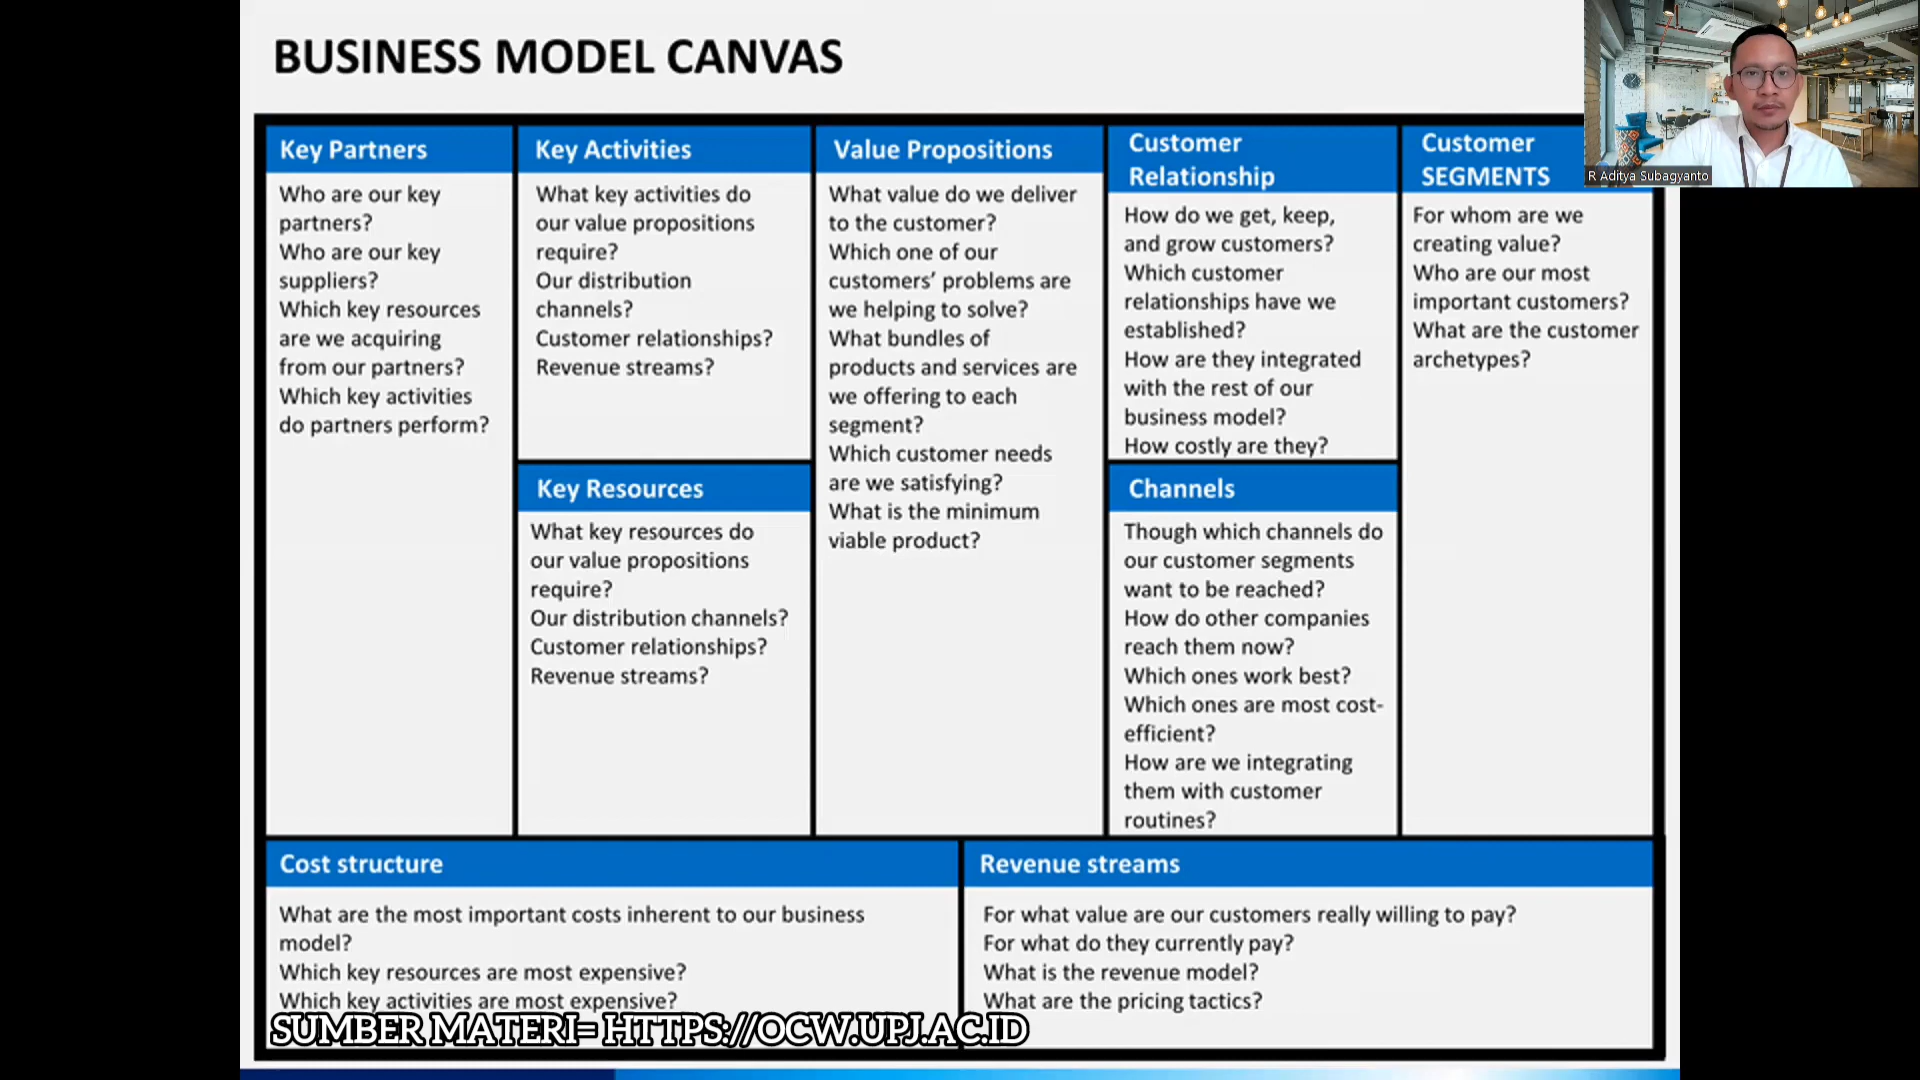 BUSINESS MODEL CANVAS
Key Partners
Who are our key
partners?
Who are our key
suppliers?
Which key resources
are we acquiring
from our partners?
Which key activities
do partners perform?
Key Activities
What key activities do
our value propositions
require?
Our distribution
channels?
Customer relationships?
Revenue streams?
Key Resources
What key resources do
our value propositions
require?
Our distribution channels?
Customer relationships?
Revenue streams?
Value Propositions
What value do we deliver
to the customer?
Which one of our
customers’ problems are
we helping to solve?
What bundles of
products and services are
we offering to each
segment?
Which customer needs
are we satisfying?
What is the minimum
viable product?
Customer
Relationship
How do we get, keep,
and grow customers?
Which customer
relationships have we
established?
How are they integrated
with the rest of our
business model?
How costly are they?
Channels
Though which channels do
our customer segments
want to be reached?
How do other companies
reach them now?
Which ones work best?
Which ones are most cost-
efficient?
How are we integrating
them with customer
routines?
Customer
SEGMENTS
For whom are we
creating value?
Who are our most
important customers?
What are the customer
archetypes?
R Aditya Subagyanto
Cost structure
What are the most important costs inherent to our business
model?
Which key resources are most expensive?
Which key activities are most expensive?
Revenue streams
For what value are our customers really willing to pay?
For what do they currently pay?
What is the revenue model?
What are the pricing tactics?
SUMBER MATERI= HTTPS://OCW.UPJ.AC.ID